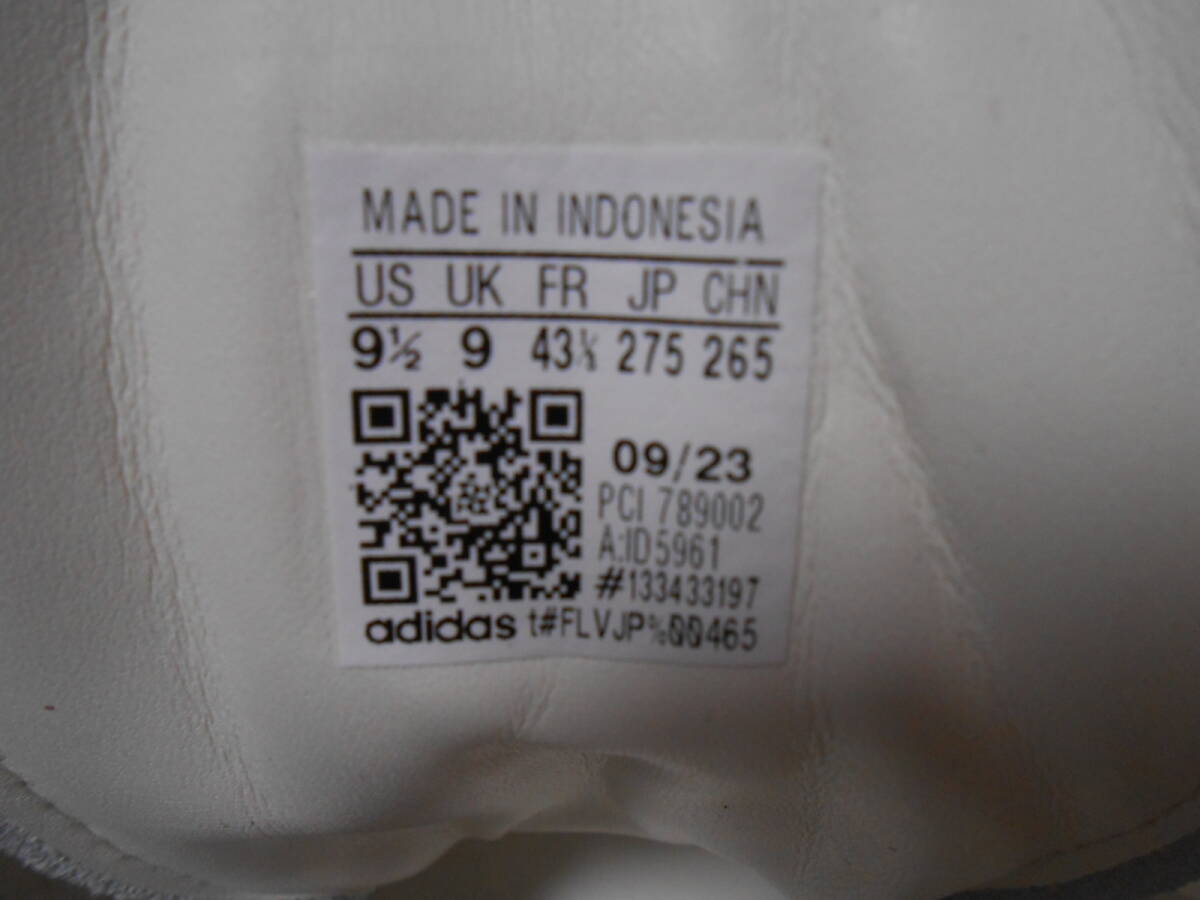 MADE IN INDONESIA
US UK FR JP CHN
9½ 9 43⅓ 275 265
09/23
PCI 789002
A:ID5961
#133433197
adidas t#FLVJP%00465